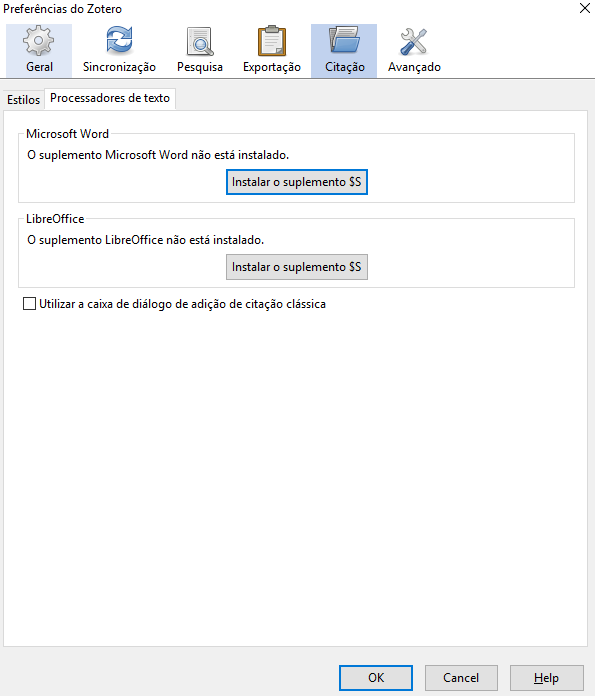 Preferências do Zotero
Geral
Sincronização
Pesquisa
Exportação
Citação
Avançado
Estilos
Processadores de texto
Microsoft Word
O suplemento Microsoft Word não está instalado.
Instalar o suplemento $S
LibreOffice
O suplemento LibreOffice não está instalado.
Instalar o suplemento $S
Utilizar a caixa de diálogo de adição de citação clássica
OK
Cancel
Help